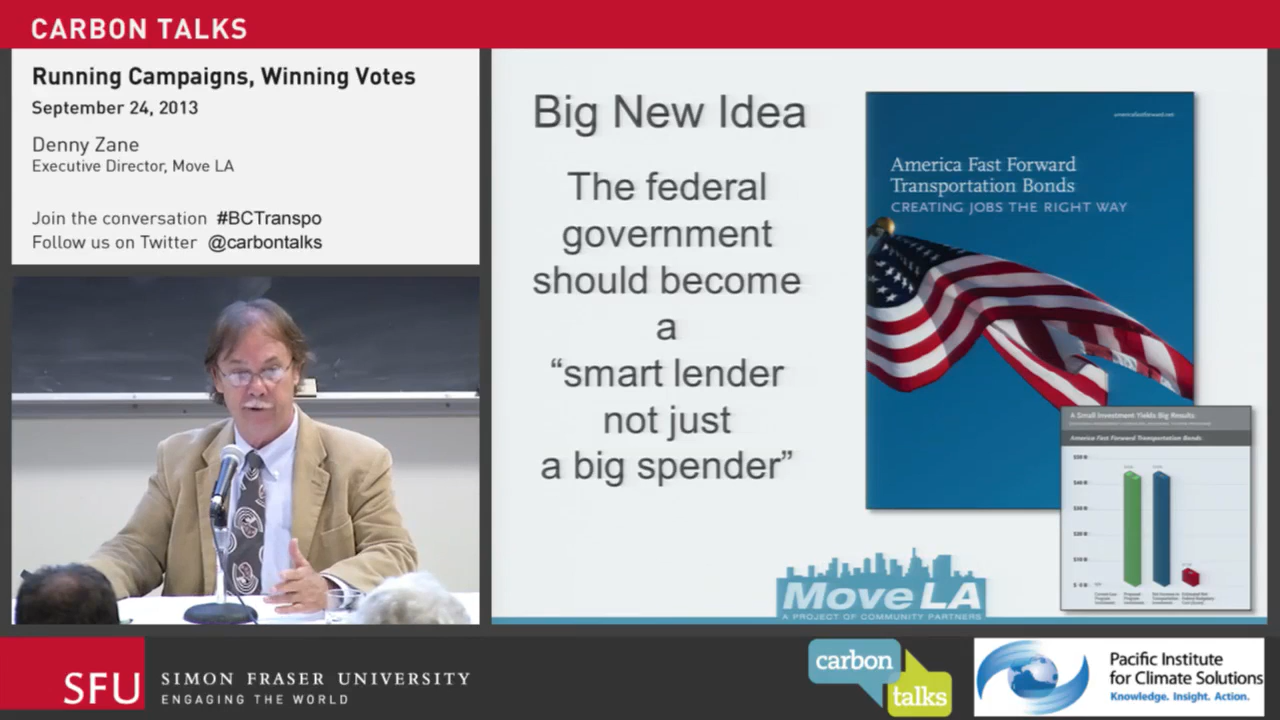 CARBON TALKS
Running Campaigns, Winning Votes
September 24, 2013
Denny Zane
Executive Director, Move LA
Join the conversation #BCTranspo
Follow us on Twitter @carbontalks
Big New Idea
The federal
government
should become
a
“smart lender
not just
a big spender”
americafastforward.net
America Fast Forward
Transportation Bonds
CREATING JOBS THE RIGHT WAY
A Small Investment Yields Big Results
America Fast Forward Transportation Bonds
Move LA
A PROJECT OF COMMUNITY PARTNERS
SFU
SIMON FRASER UNIVERSITY
ENGAGING THE WORLD
carbon
talks
Pacific Institute
for Climate Solutions
Knowledge. Insight. Action.